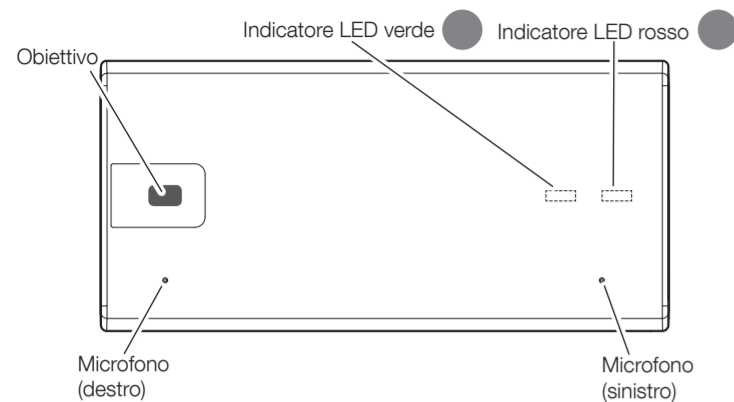 Indicatore LED verde
Indicatore LED rosso
Obiettivo
Microfono
(destro)
Microfono
(sinistro)